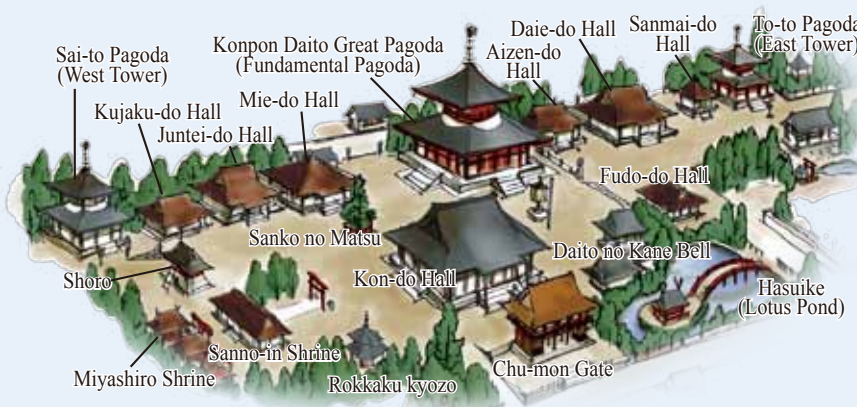 Sai-to Pagoda
(West Tower)
Kujaku-do Hall
Juntei-do Hall
Mie-do Hall
Konpon Daito Great Pagoda
(Fundamental Pagoda)
Aizen-do
Hall
Daie-do Hall
Sanmai-do
Hall
To-to Pagoda
(East Tower)
Fudo-do Hall
Sanko no Matsu
Shoro
Kon-do Hall
Daito no Kane Bell
Hasuike
(Lotus Pond)
Sanno-in Shrine
Miyashiro Shrine
Rokkaku kyozo
Chu-mon Gate